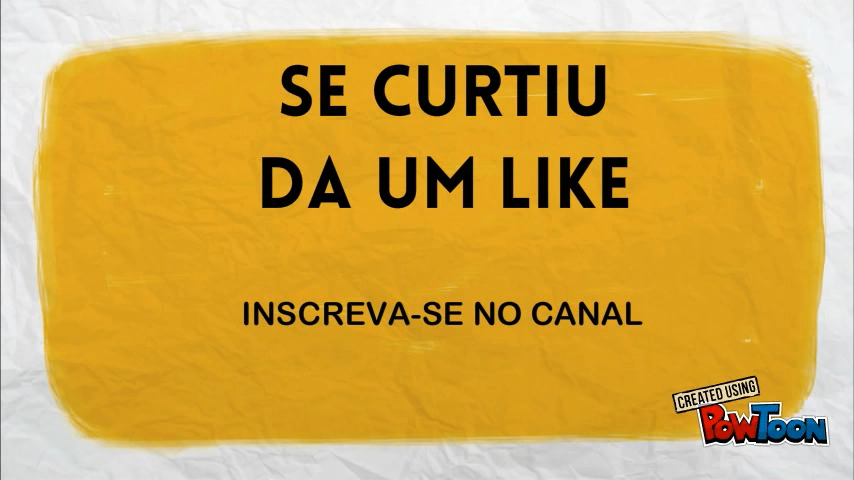 SE CURTIU
DA UM LIKE
INSCREVA-SE NO CANAL
CREATED USING
POWTOON